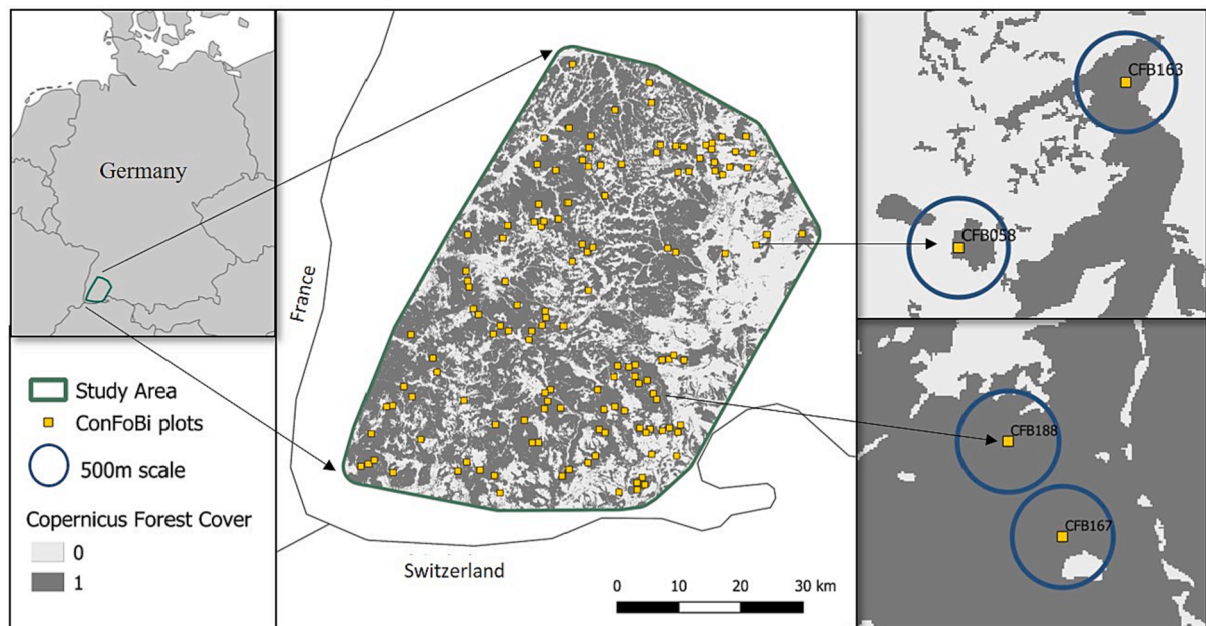 Germany
Study Area
ConFoBi plots
500m scale
Copernicus Forest Cover
0
1
France
Switzerland
0 10 20 30 km
CFB163
CFB058
CFB188
CFB167